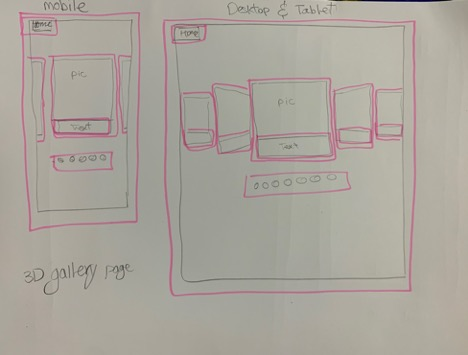 mobile
Home
pic
Text
Desktop & Tablet
Home
pic
Text
3D gallery page